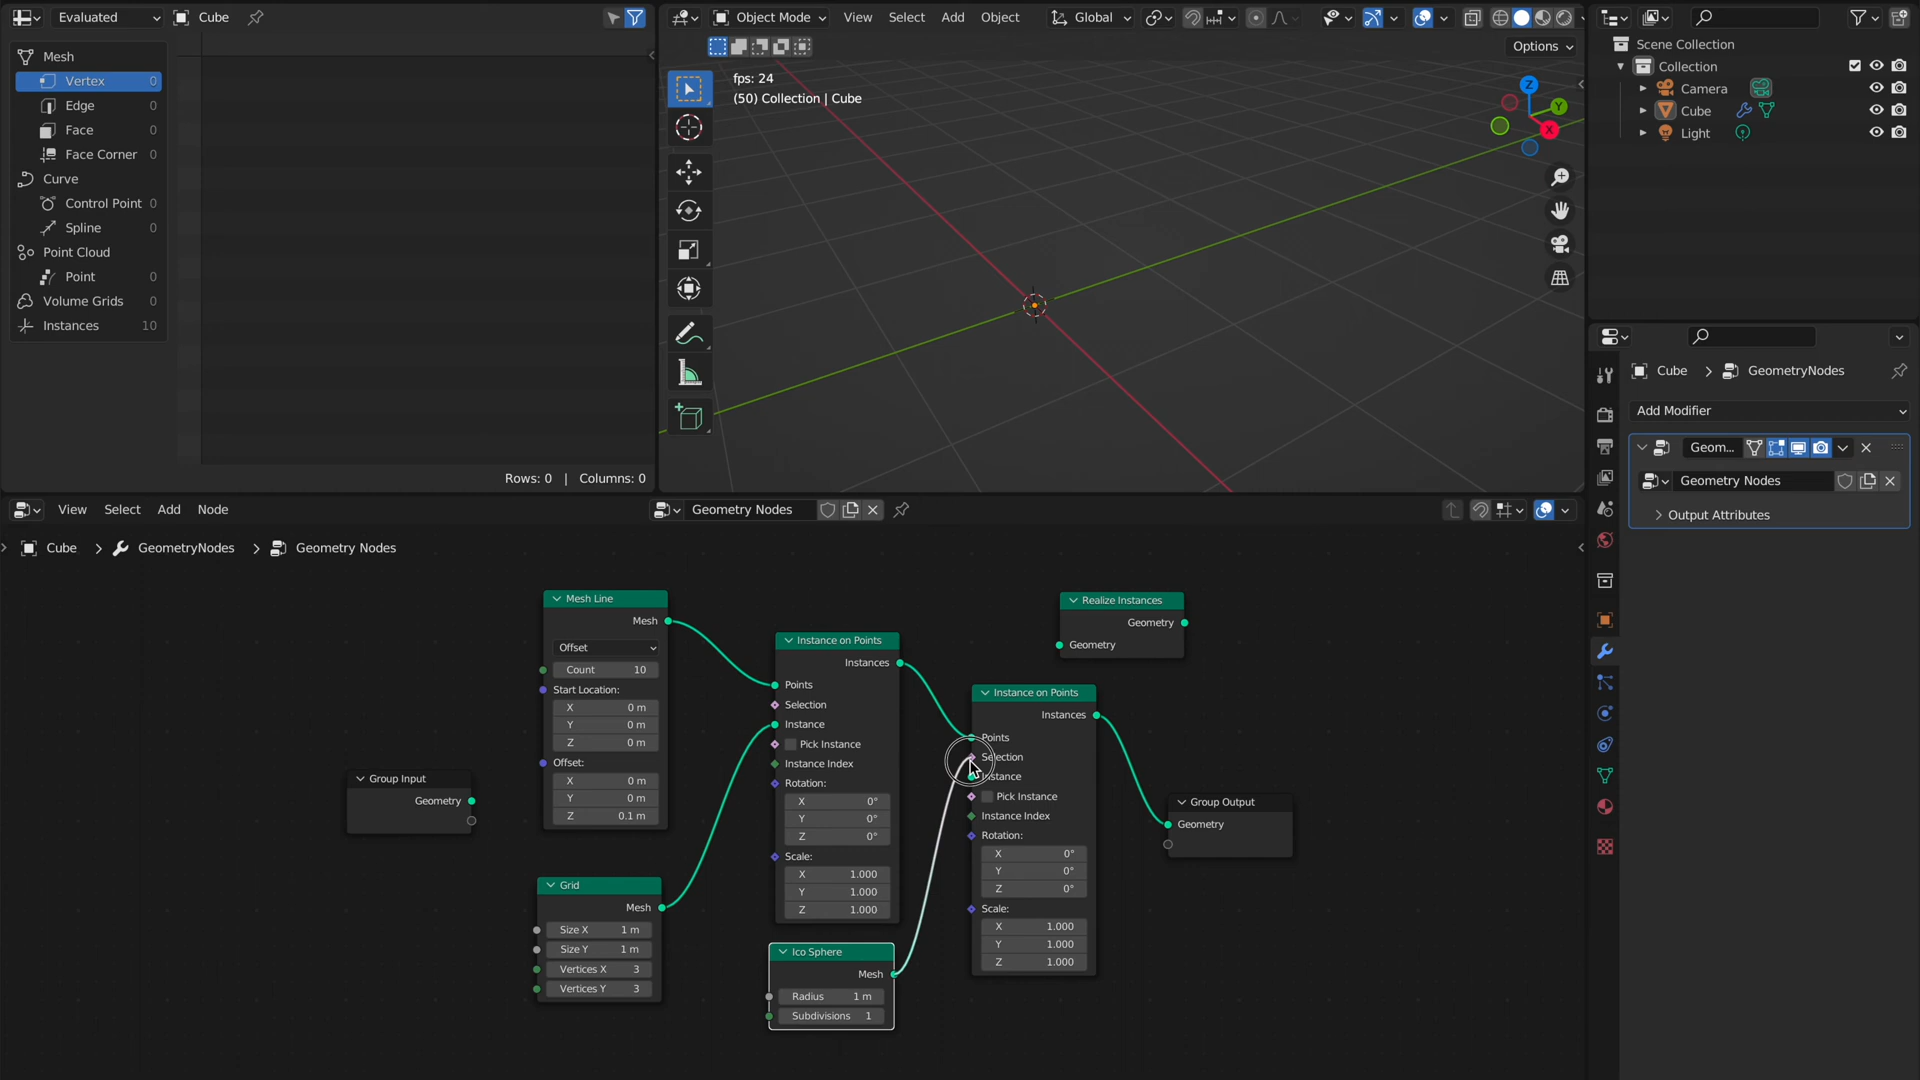 Evaluated
Cube
Mesh
Vertex 0
Edge 0
Face 0
Face Corner 0
Curve
Control Point 0
Spline 0
Point Cloud
Point 0
Volume Grids 0
Instances 10
Rows: 0 | Columns: 0
Object Mode View Select Add Object Global
Options
fps: 24
(50) Collection | Cube
Z
Y
X
Scene Collection
Collection
Camera
Cube
Light
Cube > GeometryNodes
Add Modifier
Geom...
Geometry Nodes
Output Attributes
View Select Add Node
Geometry Nodes
Cube > GeometryNodes > Geometry Nodes
Group Input
Geometry
Mesh Line
Mesh
Offset
Count 10
Start Location:
X 0 m
Y 0 m
Z 0 m
Offset:
X 0 m
Y 0 m
Z 0.1 m
Grid
Mesh
Size X 1 m
Size Y 1 m
Vertices X 3
Vertices Y 3
Instance on Points
Instances
Points
Selection
Instance
Pick Instance
Instance Index
Rotation:
X 0°
Y 0°
Z 0°
Scale:
X 1.000
Y 1.000
Z 1.000
Ico Sphere
Mesh
Radius 1 m
Subdivisions 1
Realize Instances
Geometry
Geometry
Instance on Points
Instances
Points
Selection
Instance
Pick Instance
Instance Index
Rotation:
X 0°
Y 0°
Z 0°
Scale:
X 1.000
Y 1.000
Z 1.000
Group Output
Geometry